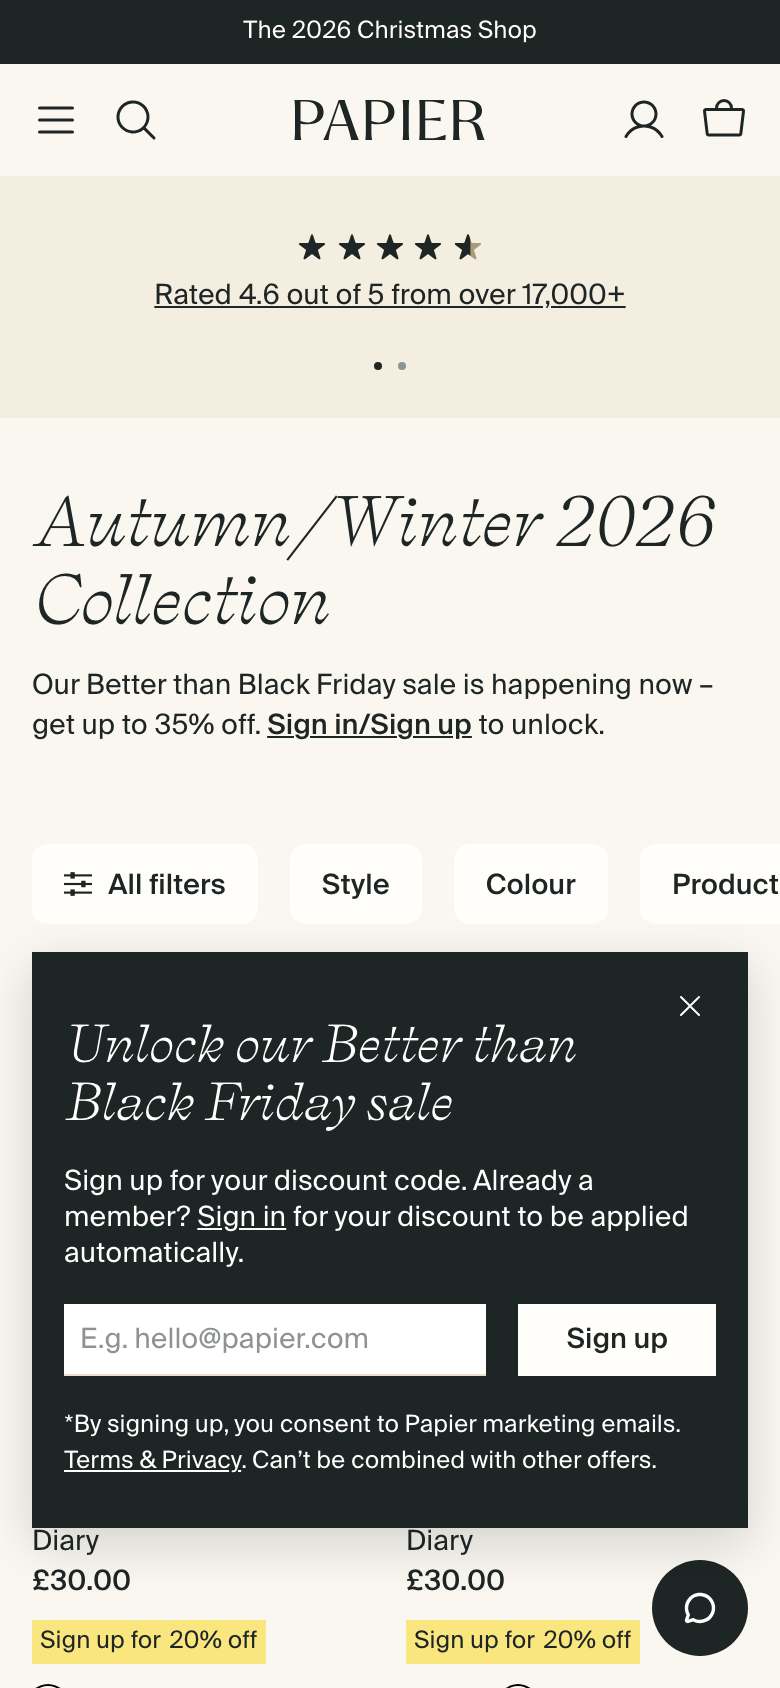 The 2026 Christmas Shop
PAPIER
Rated 4.6 out of 5 from over 17,000+
Autumn/Winter 2026
Collection
Our Better than Black Friday sale is happening now –
get up to 35% off. Sign in/Sign up to unlock.
All filters
Style
Colour
Product
Unlock our Better than
Black Friday sale
Sign up for your discount code. Already a
member? Sign in for your discount to be applied
automatically.
E.g. hello@papier.com
Sign up
*By signing up, you consent to Papier marketing emails.
Terms & Privacy. Can’t be combined with other offers.
Diary
Diary
£30.00
£30.00
Sign up for 20% off
Sign up for 20% off